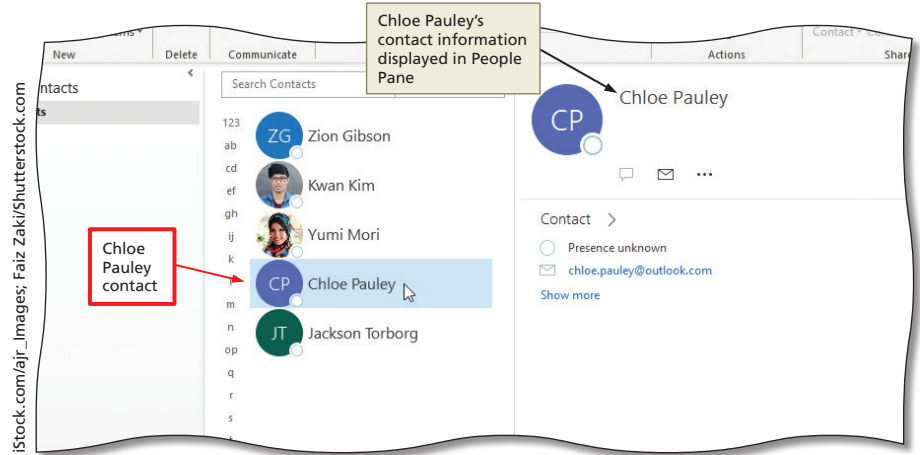 Chloe Pauley's
contact information
displayed in People
Pane
New
Delete
Communicate
Actions
Share
Contact
ntacts
ts
Search Contacts
123
ab
cd
ef
gh
ij
k
m
n
op
q
r
s
ZG Zion Gibson
Kwan Kim
Yumi Mori
CP Chloe Pauley
JT Jackson Torborg
Chloe
Pauley
contact
CP
Chloe Pauley
•••
Contact >
Presence unknown
chloe.pauley@outlook.com
Show more
iStock.com/ajr_Images; Faiz Zaki/Shutterstock.com